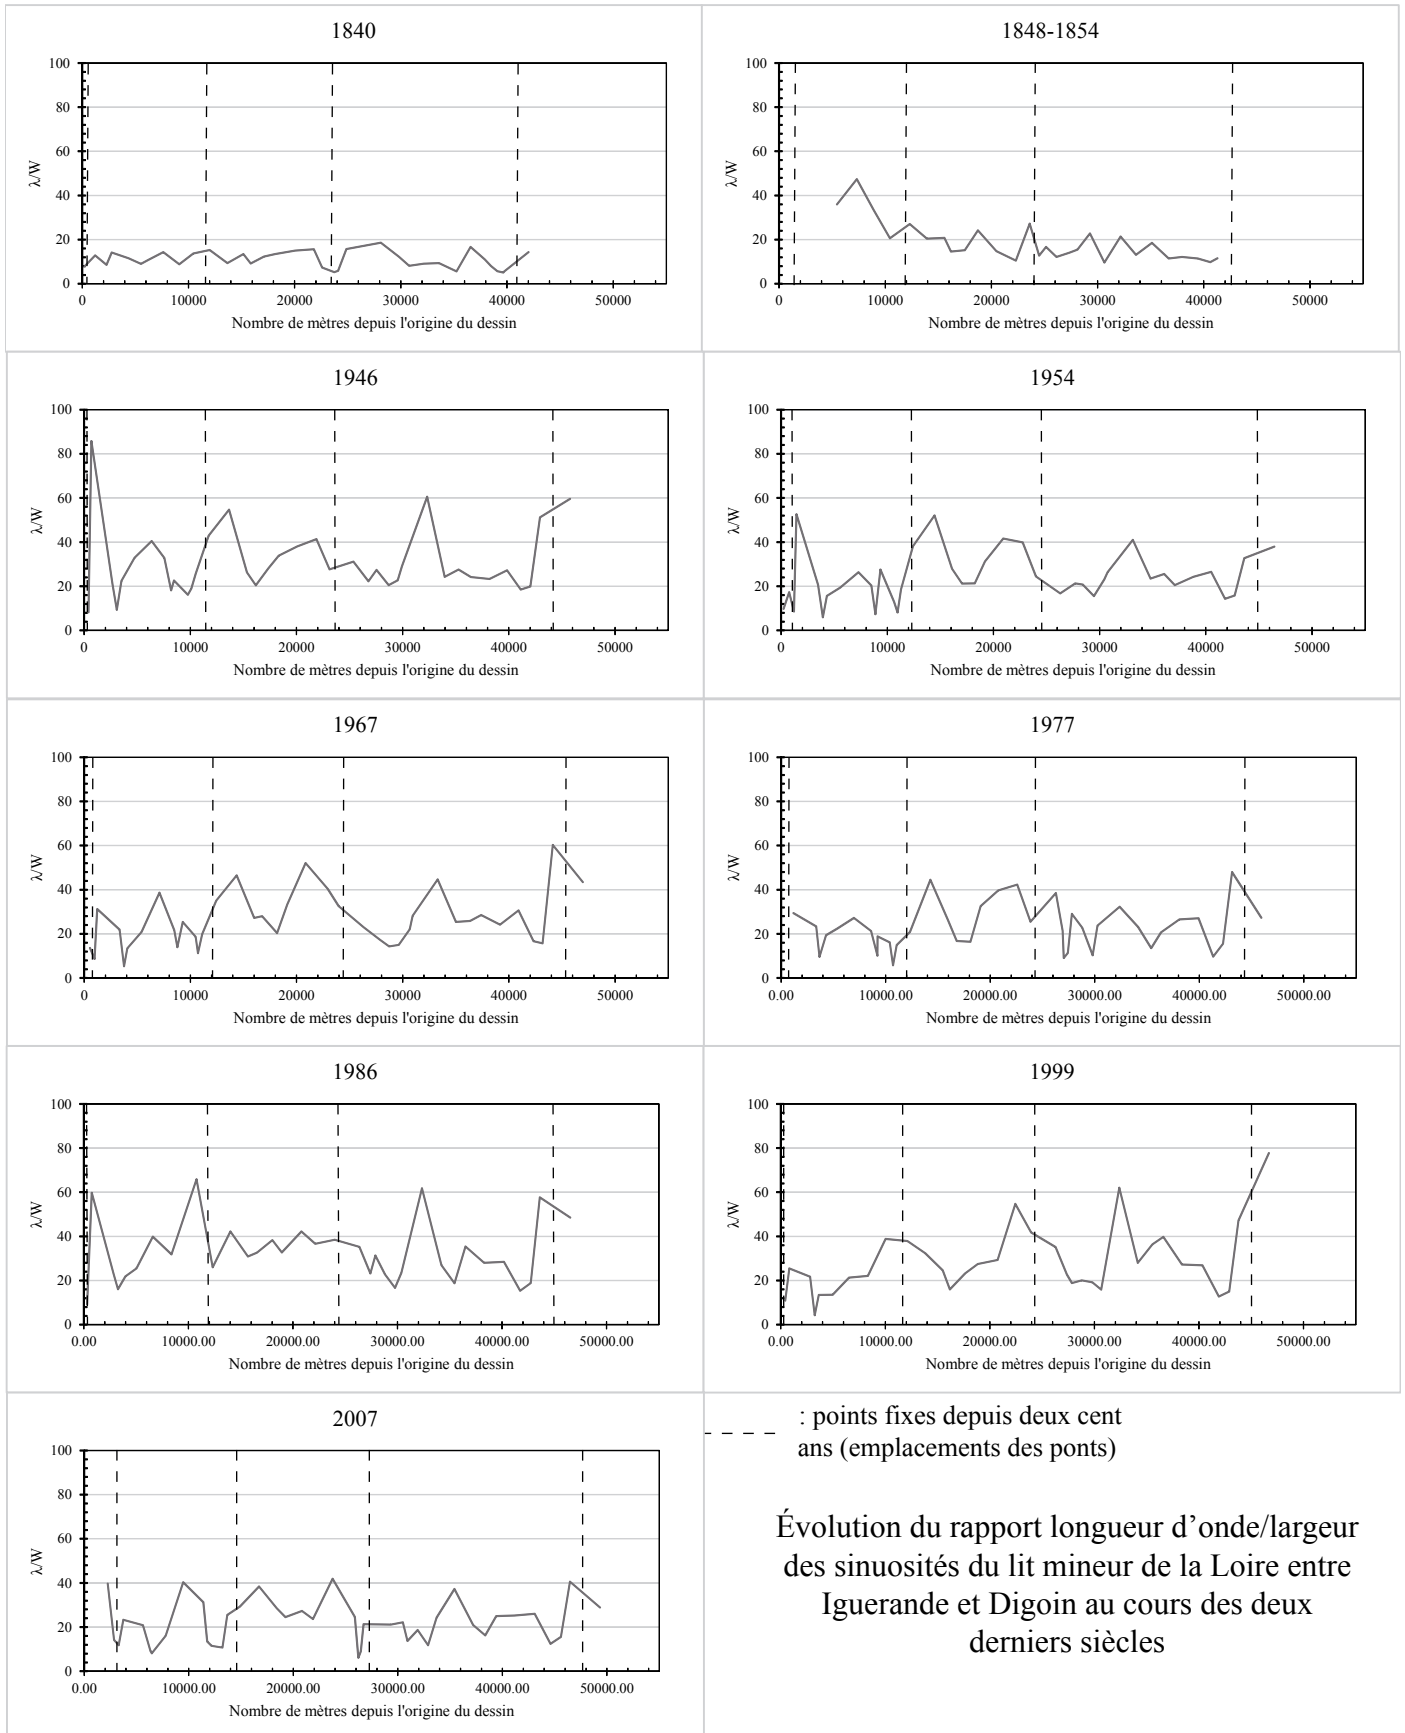 1840
100
80
60
40
20
0
λ/W
0 10000 20000 30000 40000 50000
Nombre de mètres depuis l'origine du dessin
1848-1854
100
80
60
40
20
0
λ/W
0 10000 20000 30000 40000 50000
Nombre de mètres depuis l'origine du dessin
1946
100
80
60
40
20
0
λ/W
0 10000 20000 30000 40000 50000
Nombre de mètres depuis l'origine du dessin
1954
100
80
60
40
20
0
λ/W
0 10000 20000 30000 40000 50000
Nombre de mètres depuis l'origine du dessin
1967
100
80
60
40
20
0
λ/W
0 10000 20000 30000 40000 50000
Nombre de mètres depuis l'origine du dessin
1977
100
80
60
40
20
0
λ/W
0.00 10000.00 20000.00 30000.00 40000.00 50000.00
Nombre de mètres depuis l'origine du dessin
1986
100
80
60
40
20
0
λ/W
0.00 10000.00 20000.00 30000.00 40000.00 50000.00
Nombre de mètres depuis l'origine du dessin
1999
100
80
60
40
20
0
λ/W
0.00 10000.00 20000.00 30000.00 40000.00 50000.00
Nombre de mètres depuis l'origine du dessin
2007
100
80
60
40
20
0
λ/W
0.00 10000.00 20000.00 30000.00 40000.00 50000.00
Nombre de mètres depuis l'origine du dessin
: points fixes depuis deux cent
ans (emplacements des ponts)
Évolution du rapport longueur d’onde/largeur
des sinuosités du lit mineur de la Loire entre
Iguerande et Digoin au cours des deux
derniers siècles